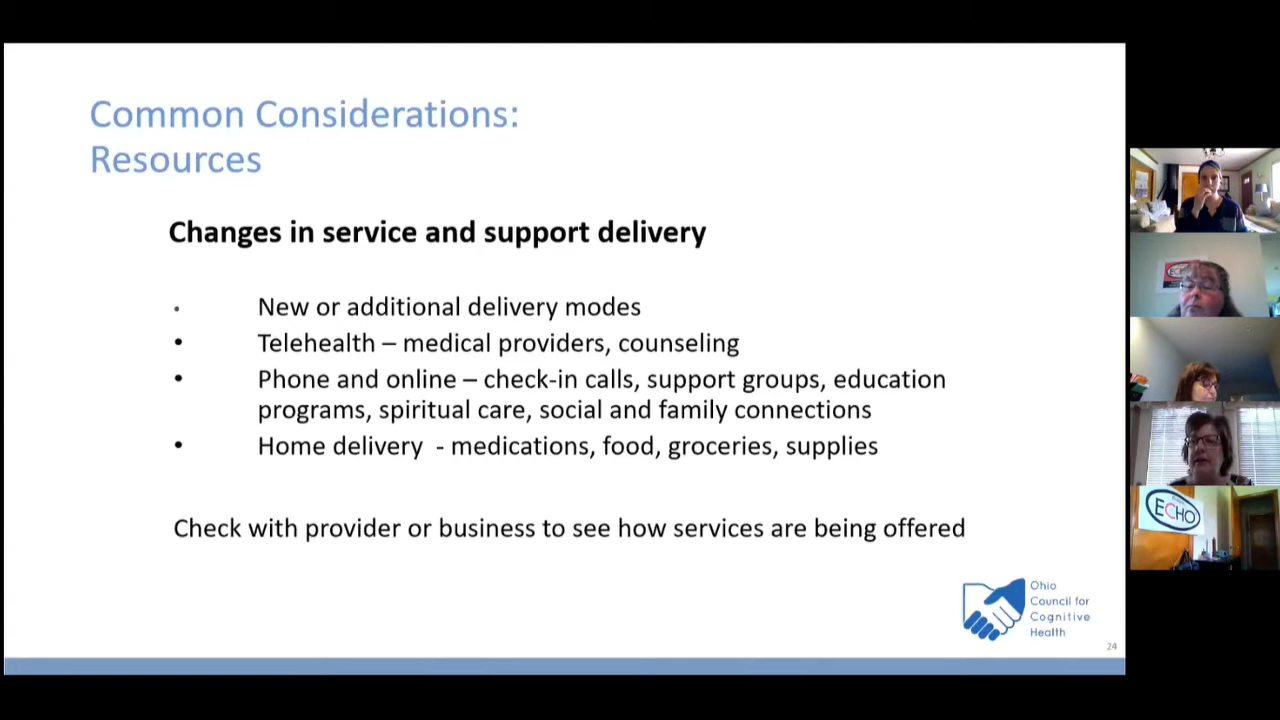 Common Considerations:
Resources
Changes in service and support delivery
• New or additional delivery modes
• Telehealth – medical providers, counseling
• Phone and online – check-in calls, support groups, education
programs, spiritual care, social and family connections
• Home delivery - medications, food, groceries, supplies
Check with provider or business to see how services are being offered
Ohio
Council for
Cognitive
Health
24
ECHO
ECHO